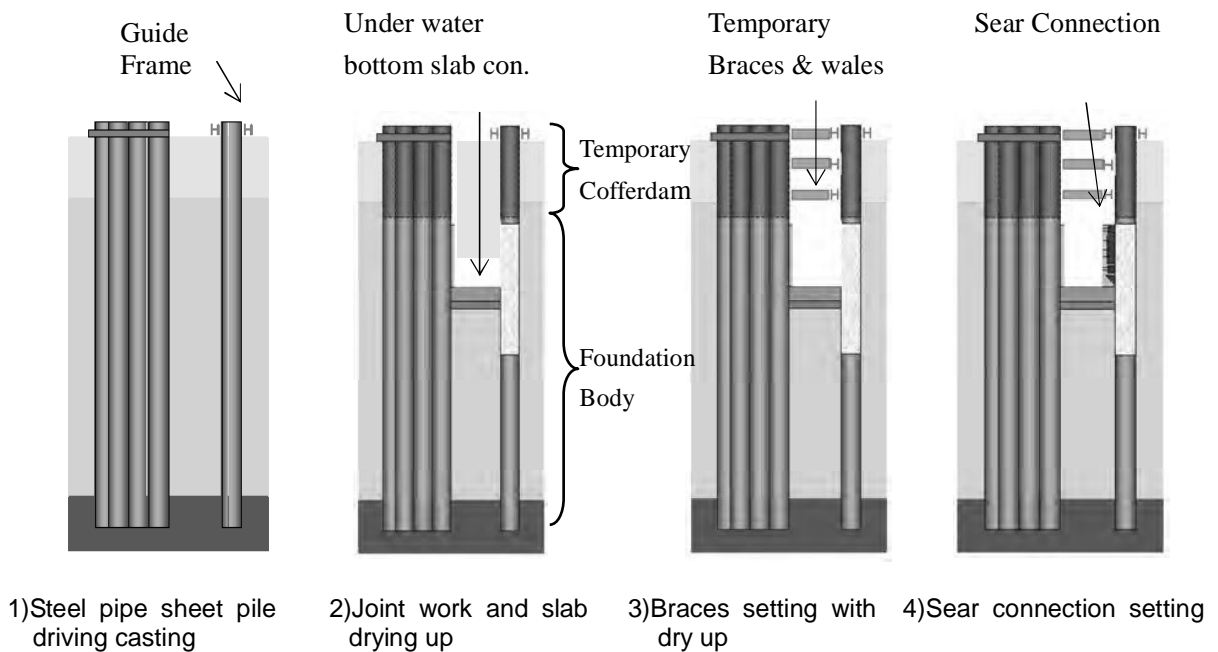 Guide
Frame
Under water
bottom slab con.
Temporary
Braces & wales
Sear Connection
Temporary
Cofferdam
Foundation
Body
1)Steel pipe sheet pile
driving casting
2)Joint work and slab
drying up
3)Braces setting with
dry up
4)Sear connection setting